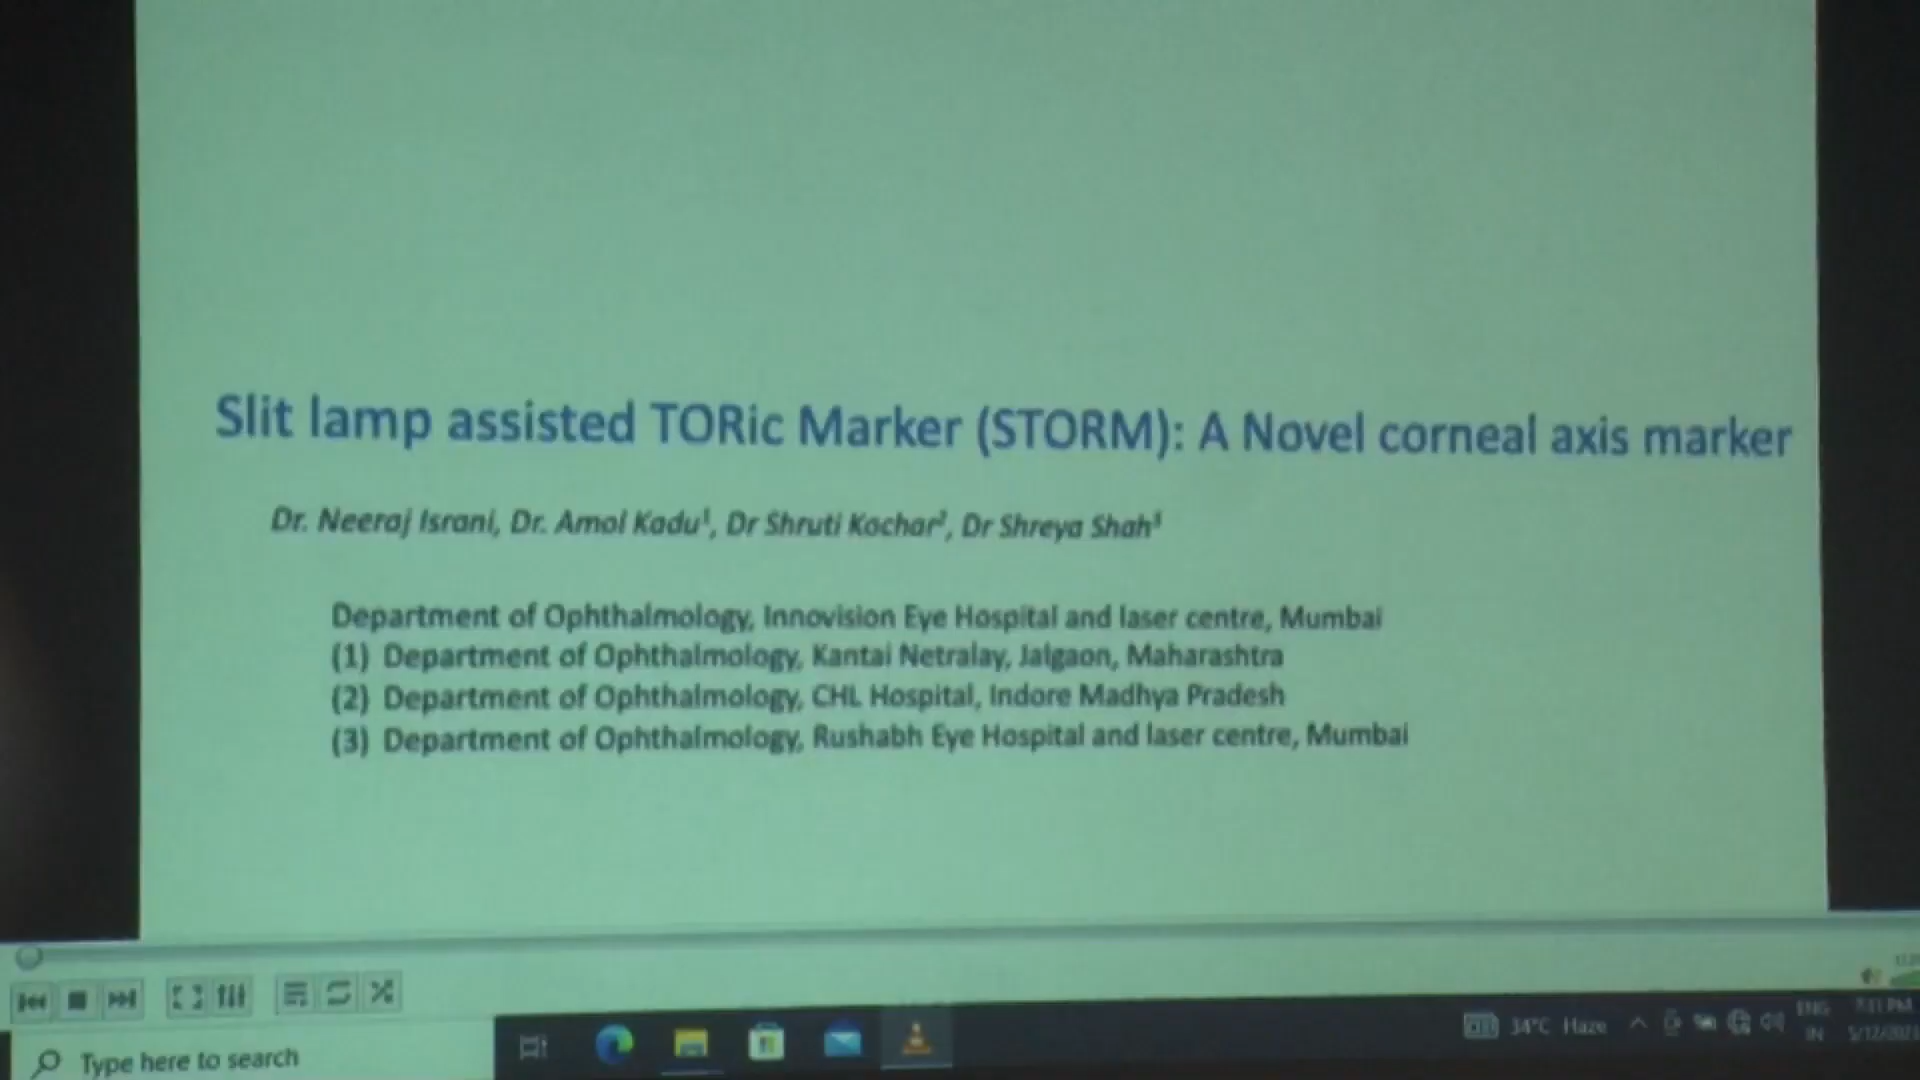 Slit lamp assisted TORic Marker (STORM): A Novel corneal axis marker
Dr. Neeraj Israni, Dr. Amol Kadu¹, Dr Shruti Kochar², Dr Shreya Shah³
Department of Ophthalmology, Innovision Eye Hospital and laser centre, Mumbai
(1) Department of Ophthalmology, Kantai Netralay, Jalgaon, Maharashtra
(2) Department of Ophthalmology, CHL Hospital, Indore Madhya Pradesh
(3) Department of Ophthalmology, Rushabh Eye Hospital and laser centre, Mumbai
Type here to search
34°C Haze
ENG
IN
7:11 PM